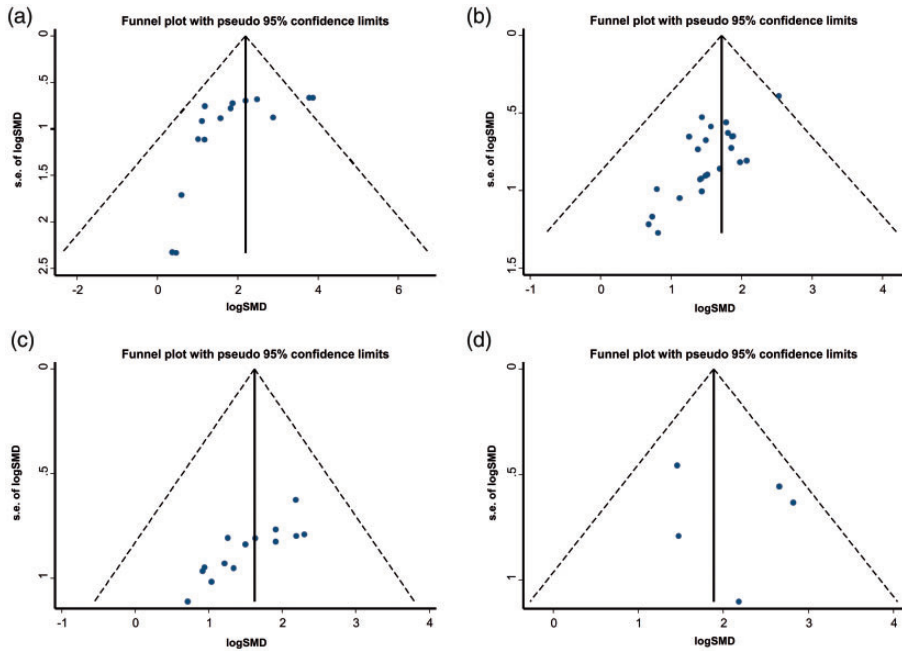 (a)
Funnel plot with pseudo 95% confidence limits
0
.5
1
1.5
2
2.5
s.e. of logSMD
-2
0
2
4
6
logSMD
(b)
Funnel plot with pseudo 95% confidence limits
0
.5
1
1.5
s.e. of logSMD
-1
0
1
2
3
4
logSMD
(c)
Funnel plot with pseudo 95% confidence limits
0
.5
1
s.e. of logSMD
-1
0
1
2
3
4
logSMD
(d)
Funnel plot with pseudo 95% confidence limits
0
.5
1
s.e. of logSMD
0
1
2
3
4
logSMD